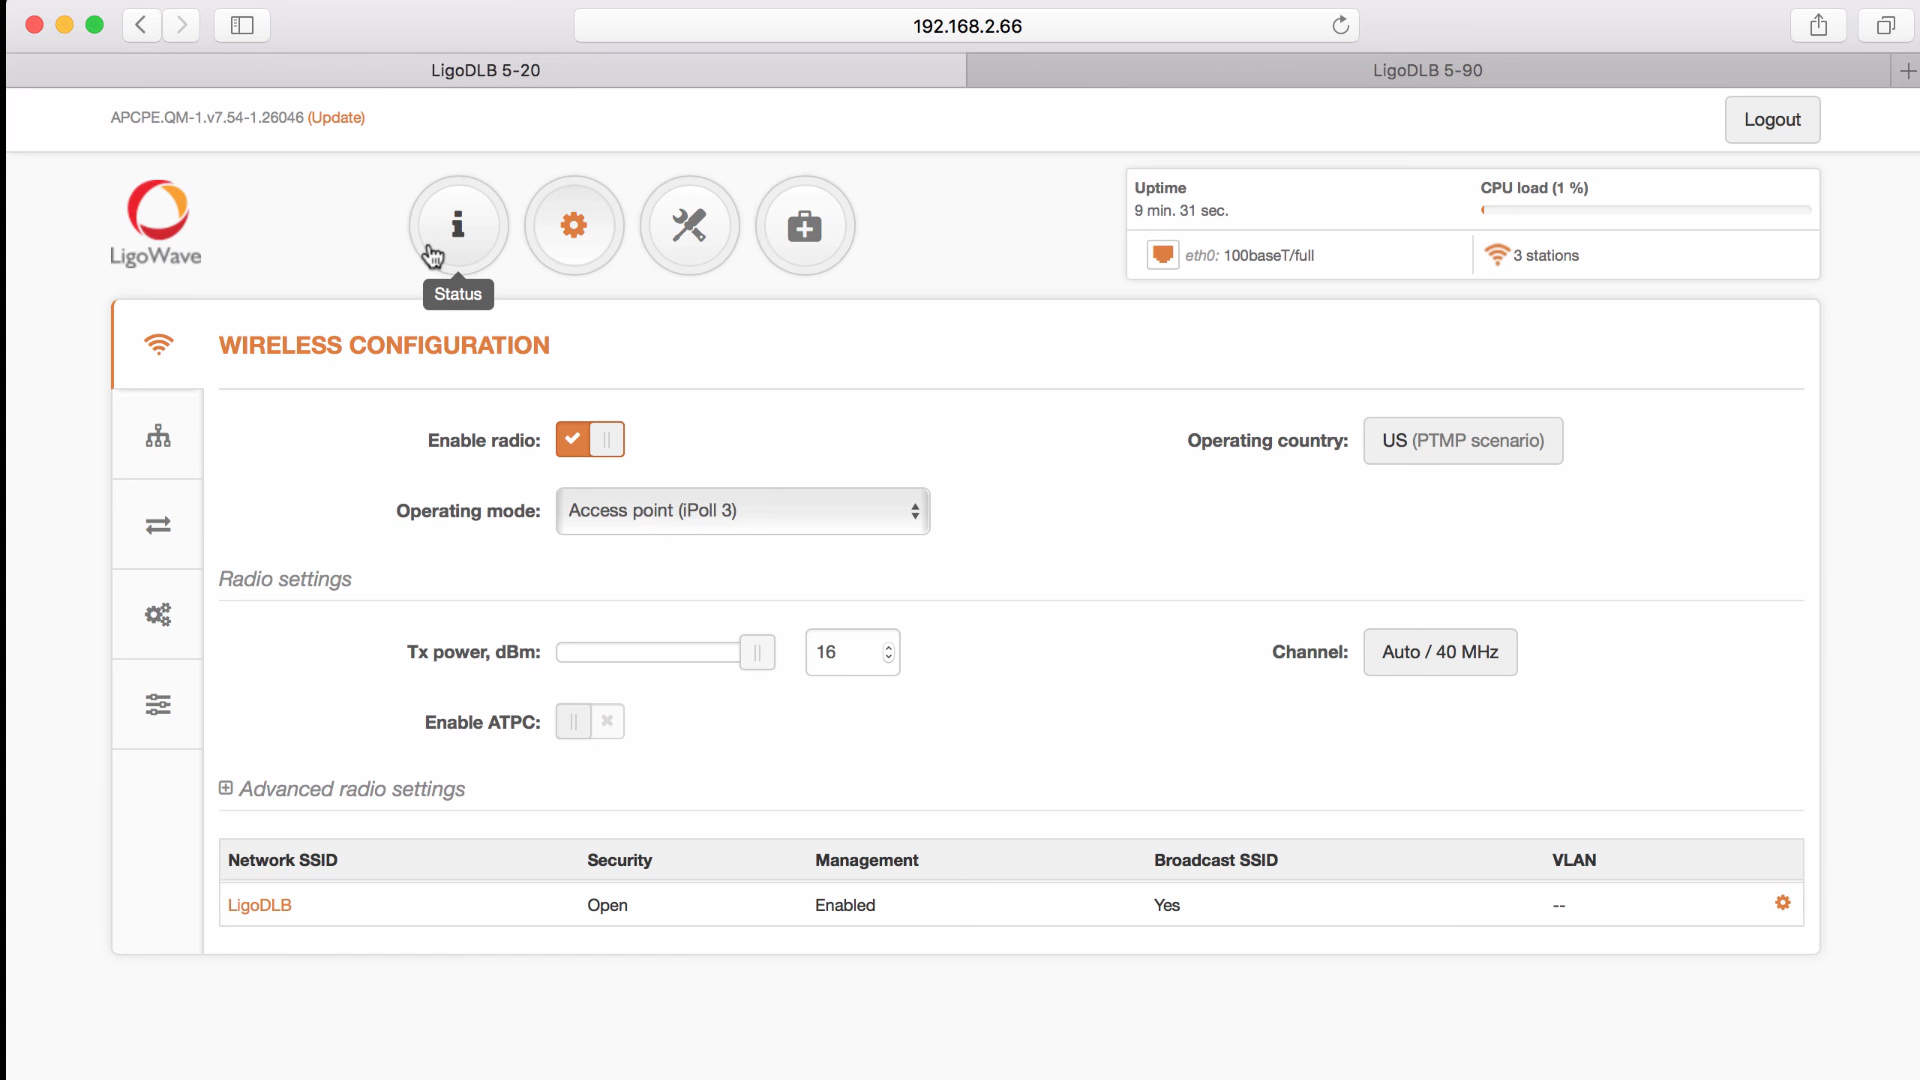 192.168.2.66
LigoDLB 5-20
LigoDLB 5-90
APCPE.QM-1.v7.54-1.26046 (Update)
Logout
LigoWave
Status
Uptime
9 min. 31 sec.
CPU load (1 %)
eth0: 100baseT/full
3 stations
WIRELESS CONFIGURATION
Enable radio:
Operating country: US (PTMP scenario)
Operating mode: Access point (iPoll 3)
Radio settings
Tx power, dBm: 16
Channel: Auto / 40 MHz
Enable ATPC:
Advanced radio settings
Network SSID Security Management Broadcast SSID VLAN
LigoDLB Open Enabled Yes --